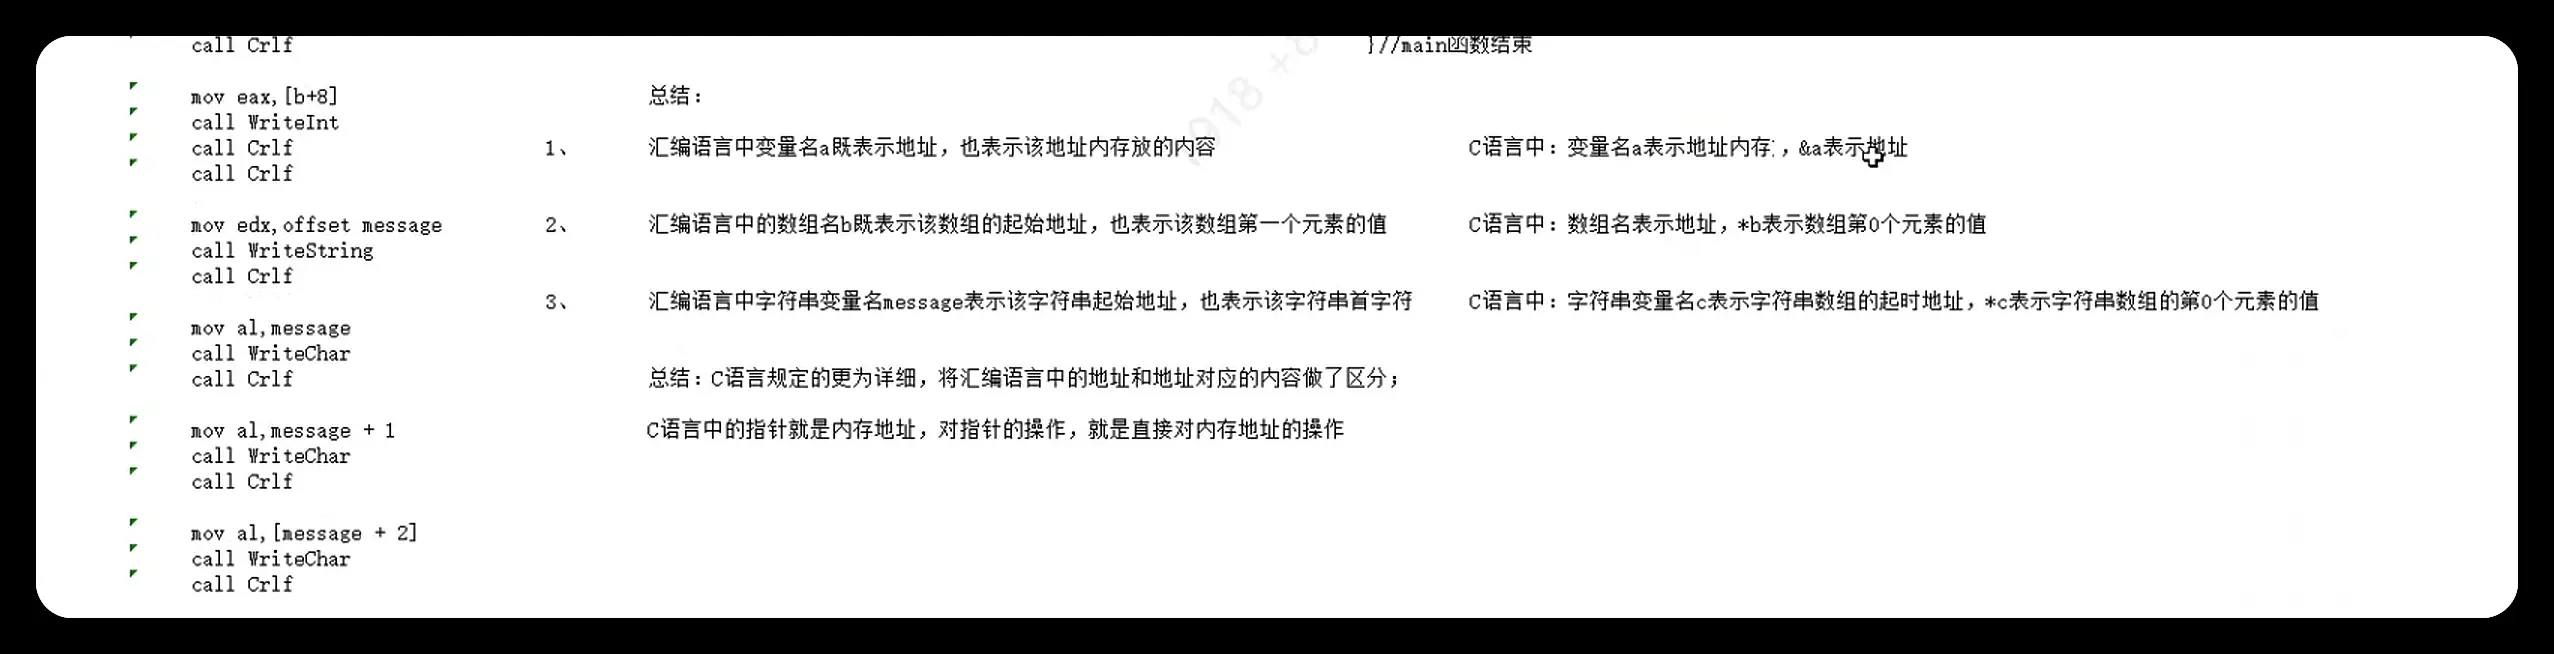 call Crlf
}//main函数结束
mov eax,[b+8]
总结：
call WriteInt
call Crlf
1、 汇编语言中变量名a既表示地址，也表示该地址内存放的内容 C语言中：变量名a表示地址内存，&a表示地址
call Crlf
mov edx,offset message
2、 汇编语言中的数组名b既表示该数组的起始地址，也表示该数组第一个元素的值 C语言中：数组名表示地址，*b表示数组第0个元素的值
call WriteString
call Crlf
3、 汇编语言中字符串变量名message表示该字符串起始地址，也表示该字符串首字符 C语言中：字符串变量名c表示字符串数组的起时地址，*c表示字符串数组的第0个元素的值
mov al,message
call WriteChar
call Crlf
总结：C语言规定的更为详细，将汇编语言中的地址和地址对应的内容做了区分；
mov al,message + 1
C语言中的指针就是内存地址，对指针的操作，就是直接对内存地址的操作
call WriteChar
call Crlf
mov al,[message + 2]
call WriteChar
call Crlf